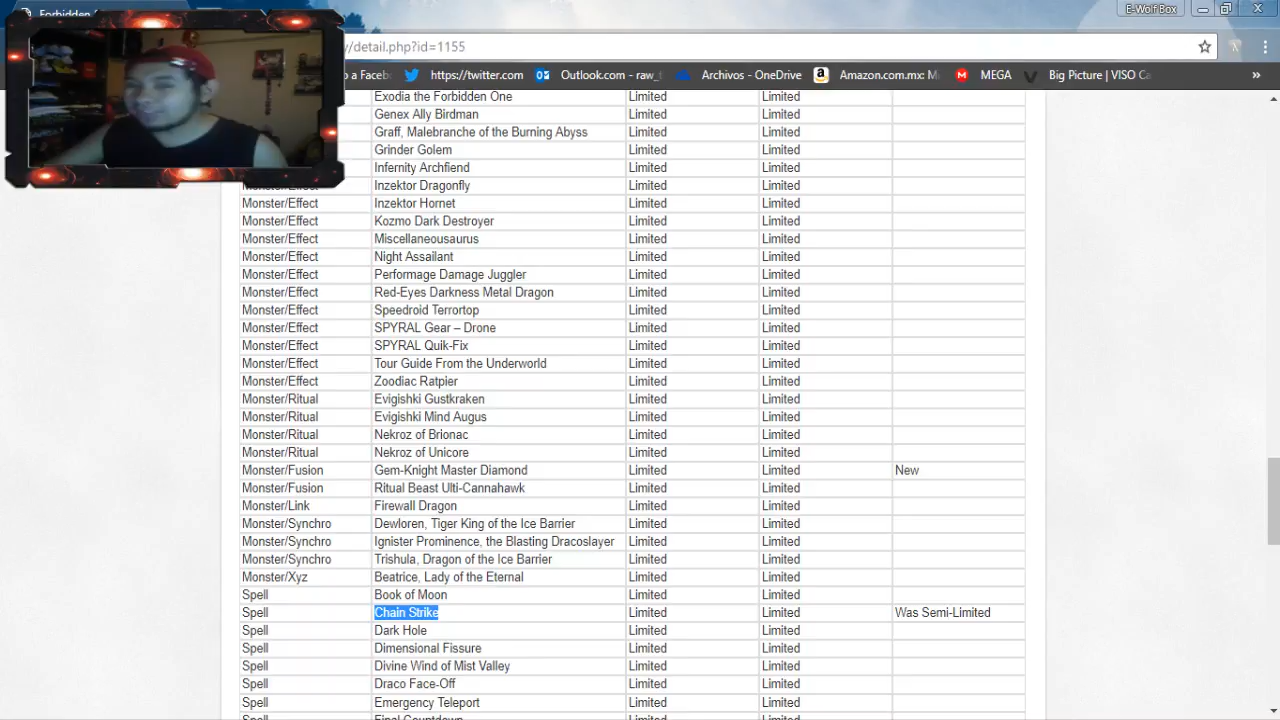 Forbidden
E-Wolf Box
/detail.php?id=1155
o a Faceb
https://twitter.com
Outlook.com - raw_t
Archivos - OneDrive
Amazon.com.mx: M
MEGA
Big Picture | VISO Ca
»
Exodia the Forbidden One Limited Limited
Genex Ally Birdman Limited Limited
Graff, Malebranche of the Burning Abyss Limited Limited
Grinder Golem Limited Limited
Infernity Archfiend Limited Limited
Monster/Effect Inzektor Dragonfly Limited Limited
Monster/Effect Inzektor Hornet Limited Limited
Monster/Effect Kozmo Dark Destroyer Limited Limited
Monster/Effect Miscellaneousaurus Limited Limited
Monster/Effect Night Assailant Limited Limited
Monster/Effect Performage Damage Juggler Limited Limited
Monster/Effect Red-Eyes Darkness Metal Dragon Limited Limited
Monster/Effect Speedroid Terrortop Limited Limited
Monster/Effect SPYRAL Gear – Drone Limited Limited
Monster/Effect SPYRAL Quik-Fix Limited Limited
Monster/Effect Tour Guide From the Underworld Limited Limited
Monster/Effect Zoodiac Ratpier Limited Limited
Monster/Ritual Evigishki Gustkraken Limited Limited
Monster/Ritual Evigishki Mind Augus Limited Limited
Monster/Ritual Nekroz of Brionac Limited Limited
Monster/Ritual Nekroz of Unicore Limited Limited
Monster/Fusion Gem-Knight Master Diamond Limited Limited New
Monster/Fusion Ritual Beast Ulti-Cannahawk Limited Limited
Monster/Link Firewall Dragon Limited Limited
Monster/Synchro Dewloren, Tiger King of the Ice Barrier Limited Limited
Monster/Synchro Ignister Prominence, the Blasting Dracoslayer Limited Limited
Monster/Synchro Trishula, Dragon of the Ice Barrier Limited Limited
Monster/Xyz Beatrice, Lady of the Eternal Limited Limited
Spell Book of Moon Limited Limited
Spell Chain Strike Limited Limited Was Semi-Limited
Spell Dark Hole Limited Limited
Spell Dimensional Fissure Limited Limited
Spell Divine Wind of Mist Valley Limited Limited
Spell Draco Face-Off Limited Limited
Spell Emergency Teleport Limited Limited
Final Countdown